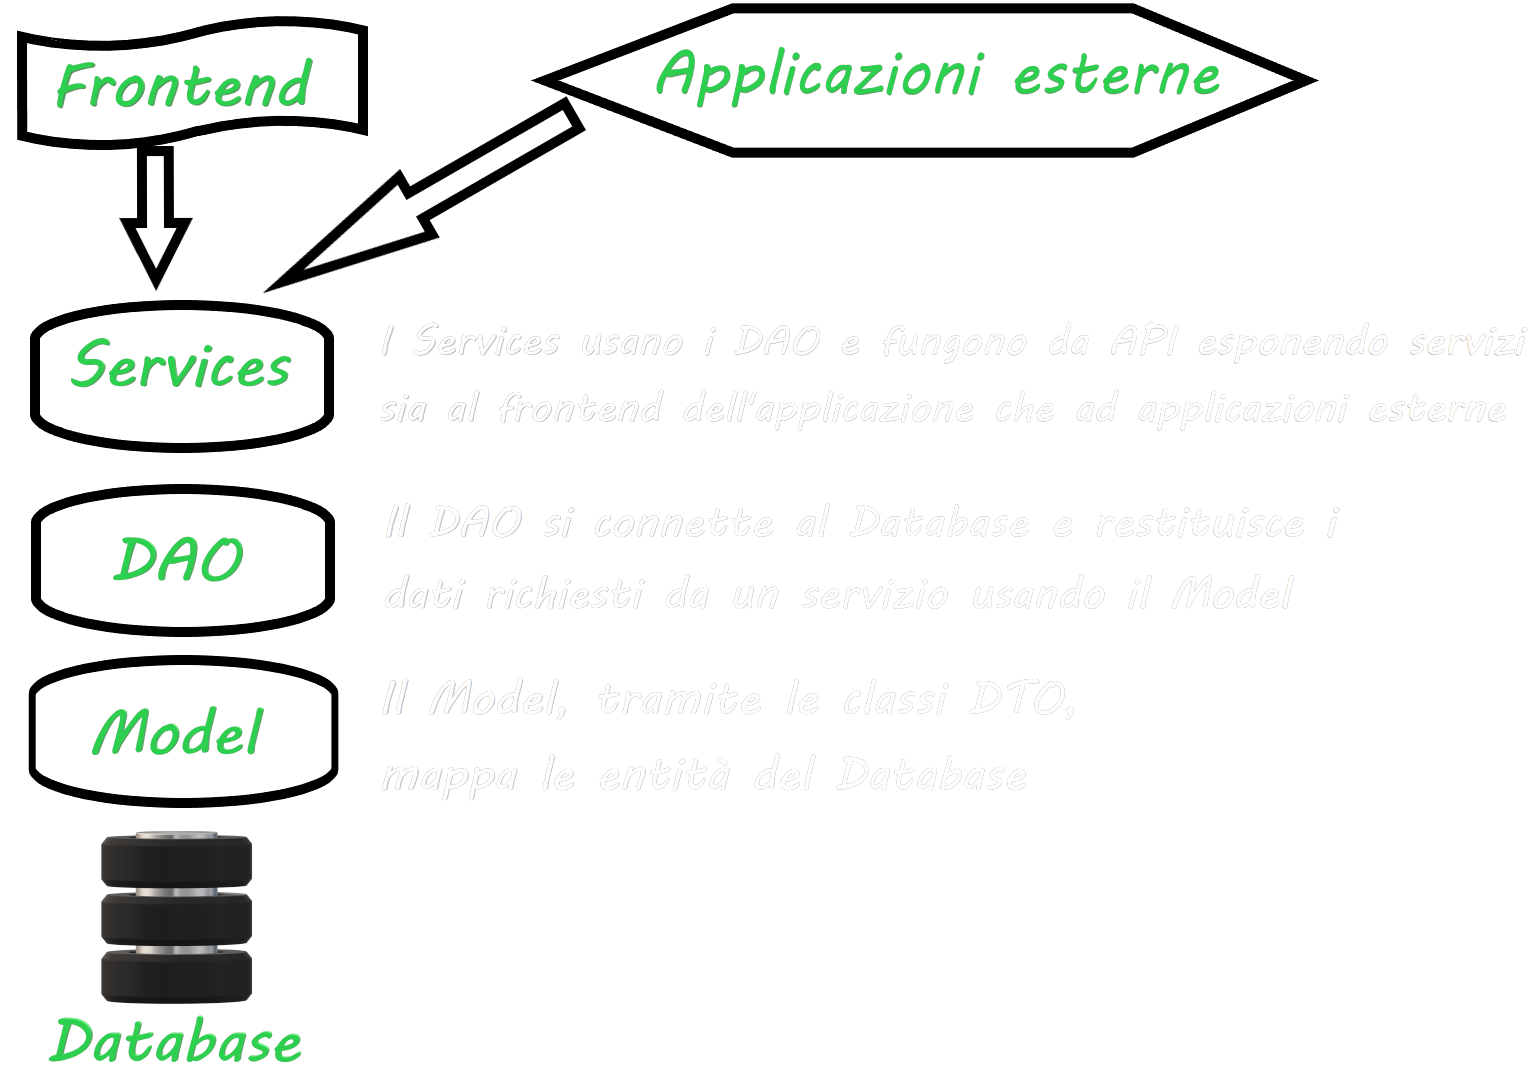 Frontend
Applicazioni esterne
Services
I Services usano i DAO e fungono da API esponendo servizi
sia al frontend dell'applicazione che ad applicazioni esterne
DAO
Il DAO si connette al Database e restituisce i
dati richiesti da un servizio usando il Model
Model
Il Model, tramite le classi DTO,
mappa le entità del Database
Database